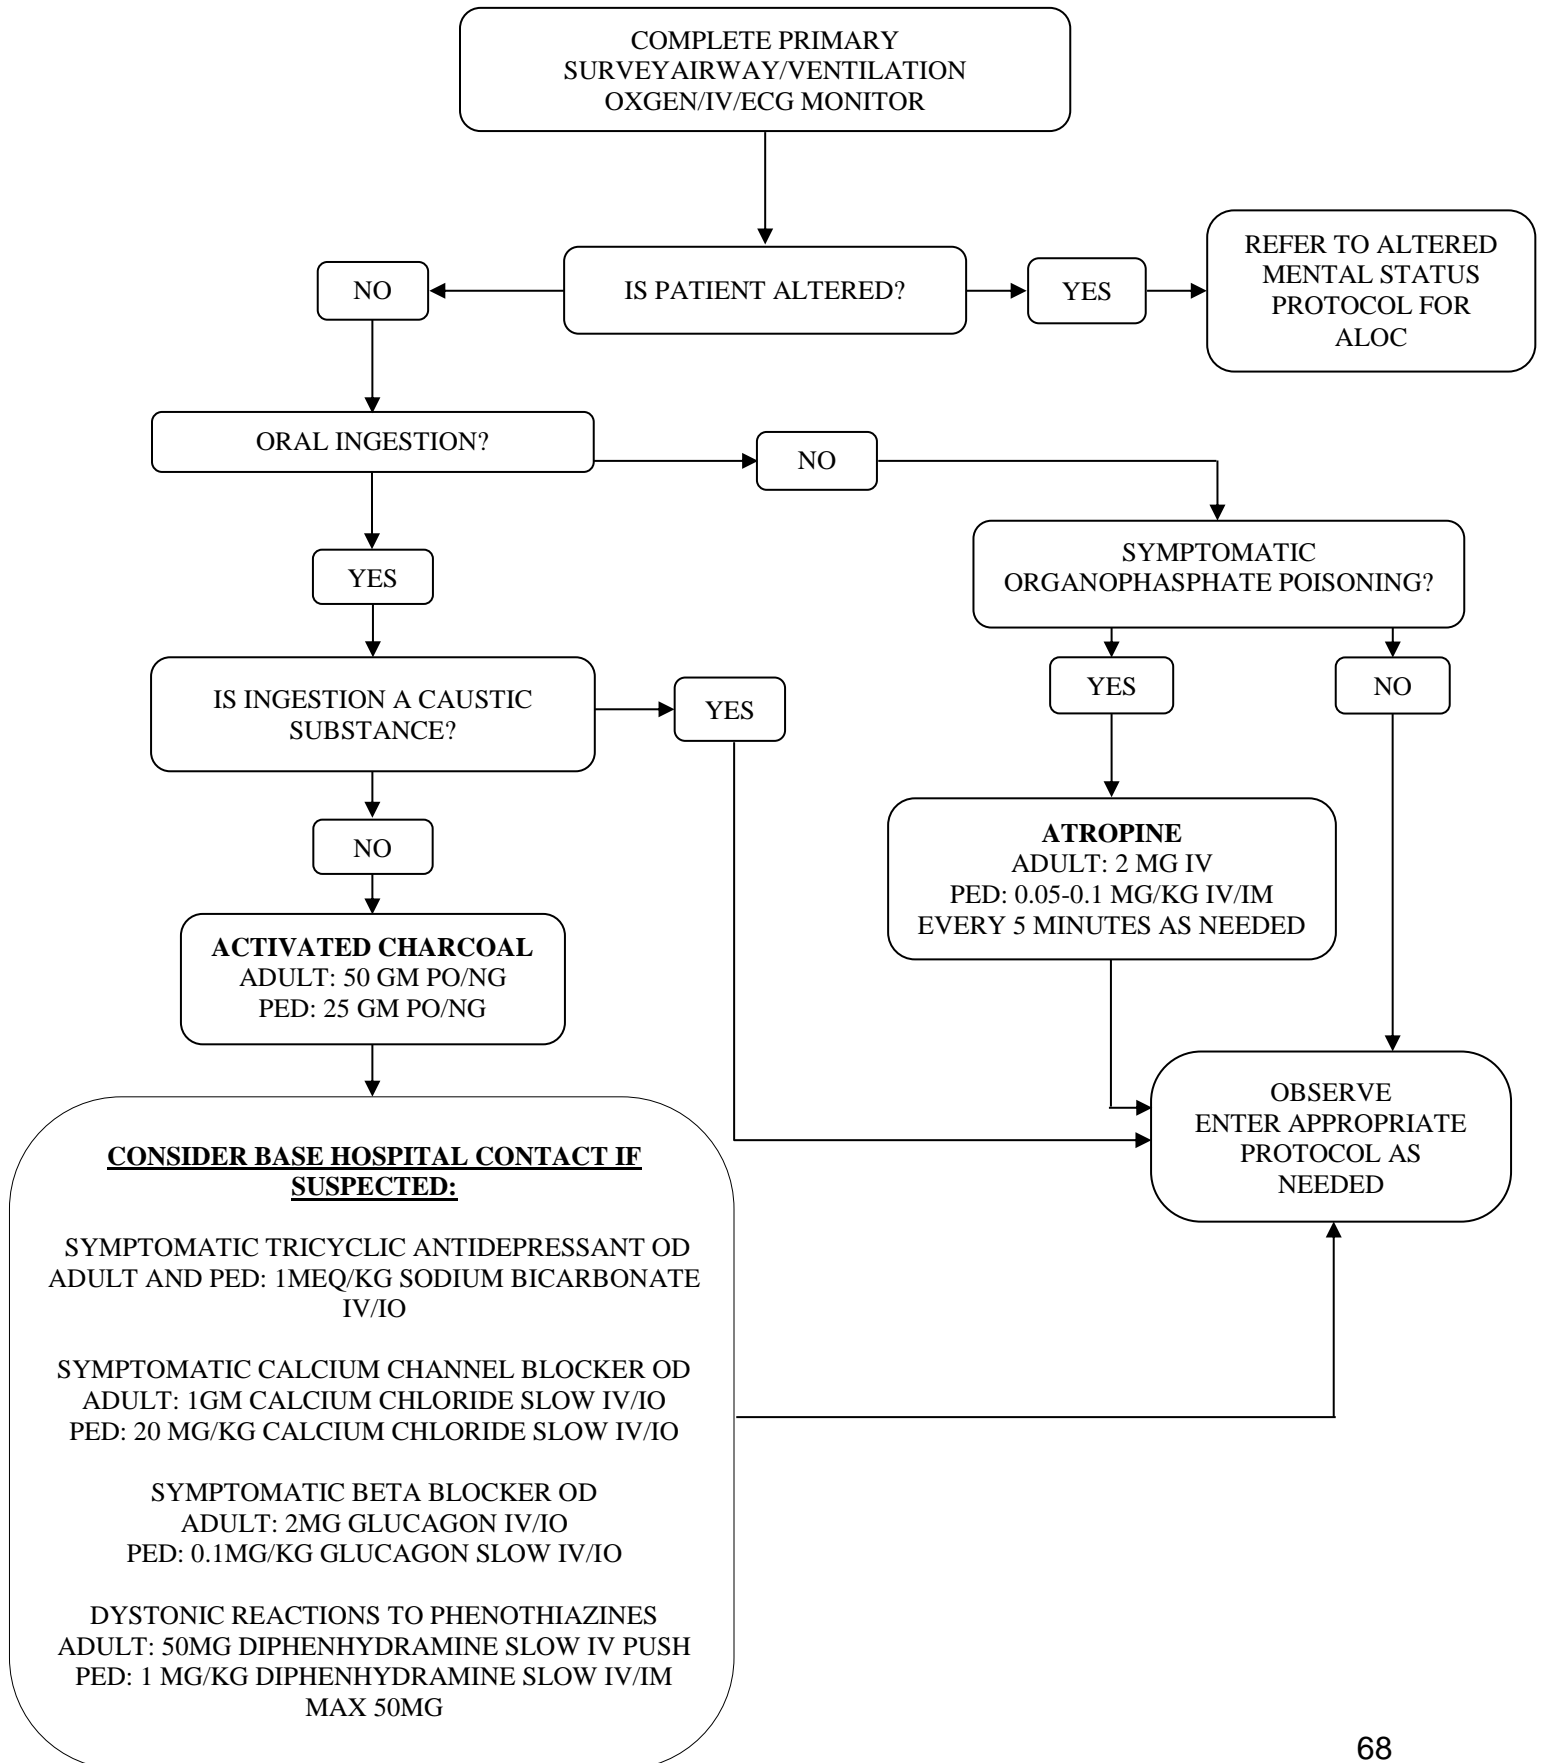 COMPLETE PRIMARY
SURVEYAIRWAY/VENTILATION
OXGEN/IV/ECG MONITOR
NO
IS PATIENT ALTERED?
YES
REFER TO ALTERED
MENTAL STATUS
PROTOCOL FOR
ALOC
ORAL INGESTION?
NO
YES
SYMPTOMATIC
ORGANOPHASPHATE POISONING?
YES
NO
IS INGESTION A CAUSTIC
SUBSTANCE?
YES
NO
ATROPINE
ADULT: 2 MG IV
PED: 0.05-0.1 MG/KG IV/IM
EVERY 5 MINUTES AS NEEDED
ACTIVATED CHARCOAL
ADULT: 50 GM PO/NG
PED: 25 GM PO/NG
OBSERVE
ENTER APPROPRIATE
PROTOCOL AS
NEEDED
CONSIDER BASE HOSPITAL CONTACT IF
SUSPECTED:
SYMPTOMATIC TRICYCLIC ANTIDEPRESSANT OD
ADULT AND PED: 1MEQ/KG SODIUM BICARBONATE
IV/IO
SYMPTOMATIC CALCIUM CHANNEL BLOCKER OD
ADULT: 1GM CALCIUM CHLORIDE SLOW IV/IO
PED: 20 MG/KG CALCIUM CHLORIDE SLOW IV/IO
SYMPTOMATIC BETA BLOCKER OD
ADULT: 2MG GLUCAGON IV/IO
PED: 0.1MG/KG GLUCAGON SLOW IV/IO
DYSTONIC REACTIONS TO PHENOTHIAZINES
ADULT: 50MG DIPHENHYDRAMINE SLOW IV PUSH
PED: 1 MG/KG DIPHENHYDRAMINE SLOW IV/IM
MAX 50MG
68